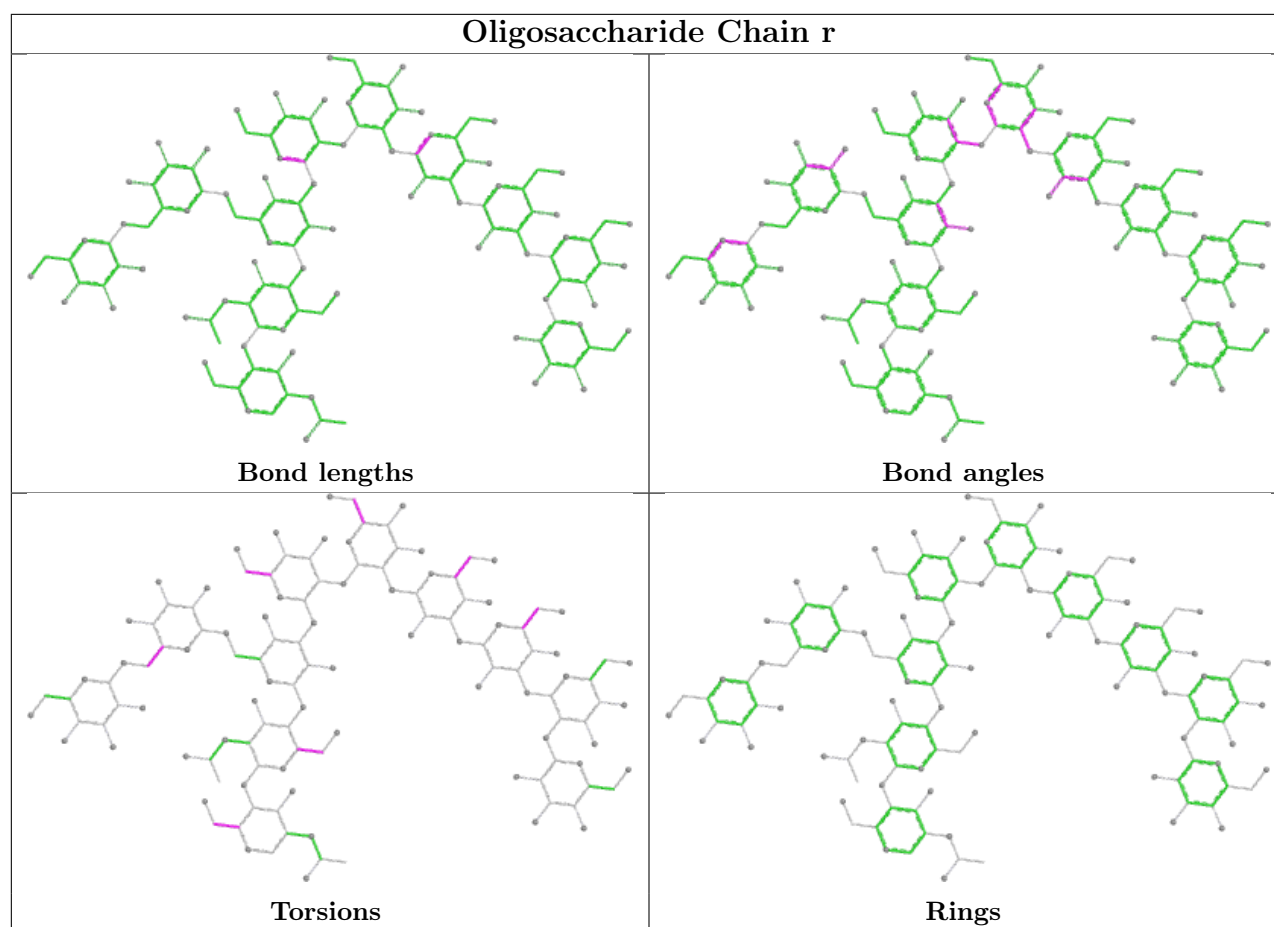 Oligosaccharide Chain r
Bond lengths
Bond angles
Torsions
Rings